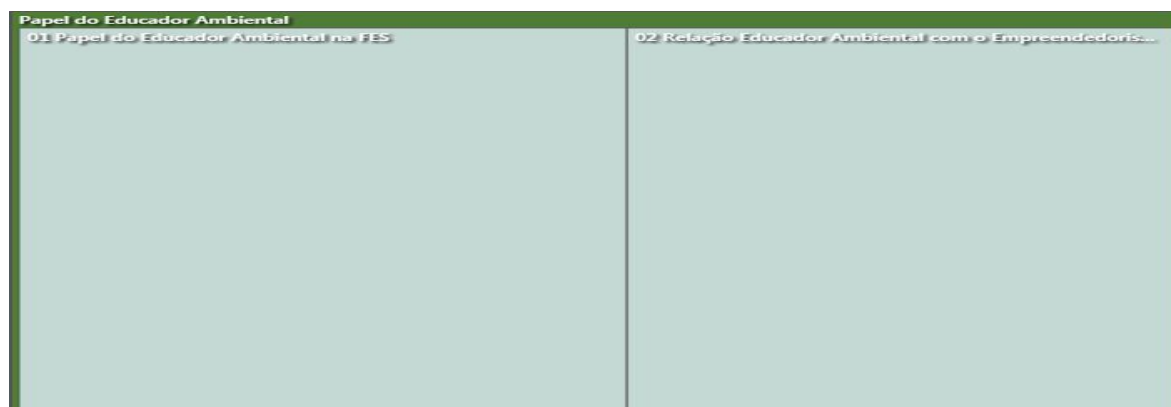 Papel do Educador Ambiental
01 Papel do Educador Ambiental na FES
02 Relação Educador Ambiental com o Empreendedoris...